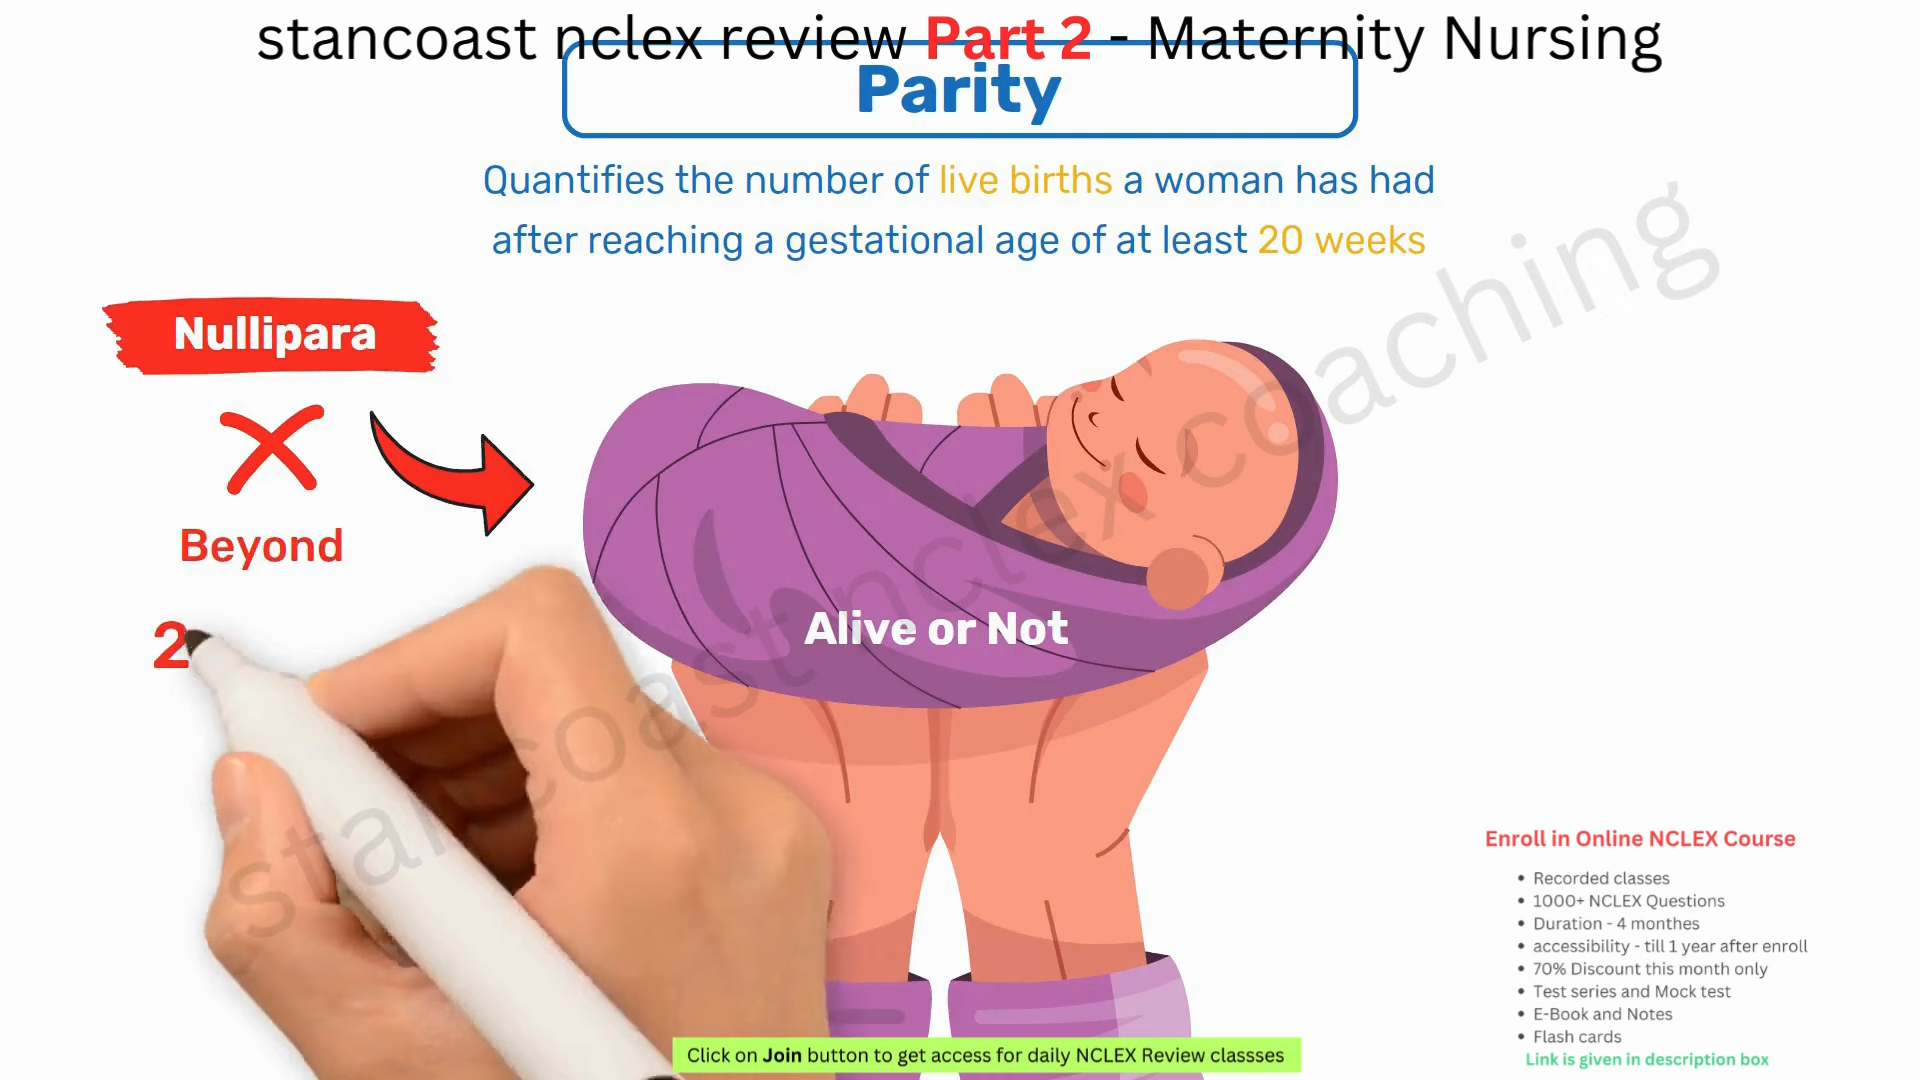 stancoast nclex review Part 2 - Maternity Nursing
Parity
Quantifies the number of live births a woman has had
after reaching a gestational age of at least 20 weeks
Nullipara
Beyond
2
Alive or Not
stancoast nclex coaching
Enroll in Online NCLEX Course
• Recorded classes
• 1000+ NCLEX Questions
• Duration - 4 monthes
• accessibility - till 1 year after enroll
• 70% Discount this month only
• Test series and Mock test
• E-Book and Notes
• Flash cards
Link is given in description box
Click on Join button to get access for daily NCLEX Review classses